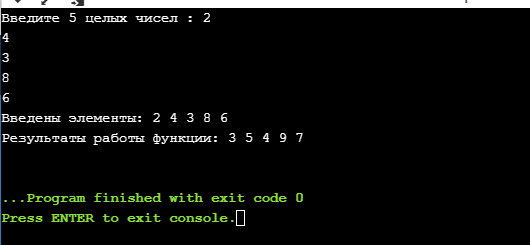 Введите 5 целых чисел : 2
4
3
8
6
Введены элементы: 2 4 3 8 6
Результаты работы функции: 3 5 4 9 7
...Program finished with exit code 0
Press ENTER to exit console.